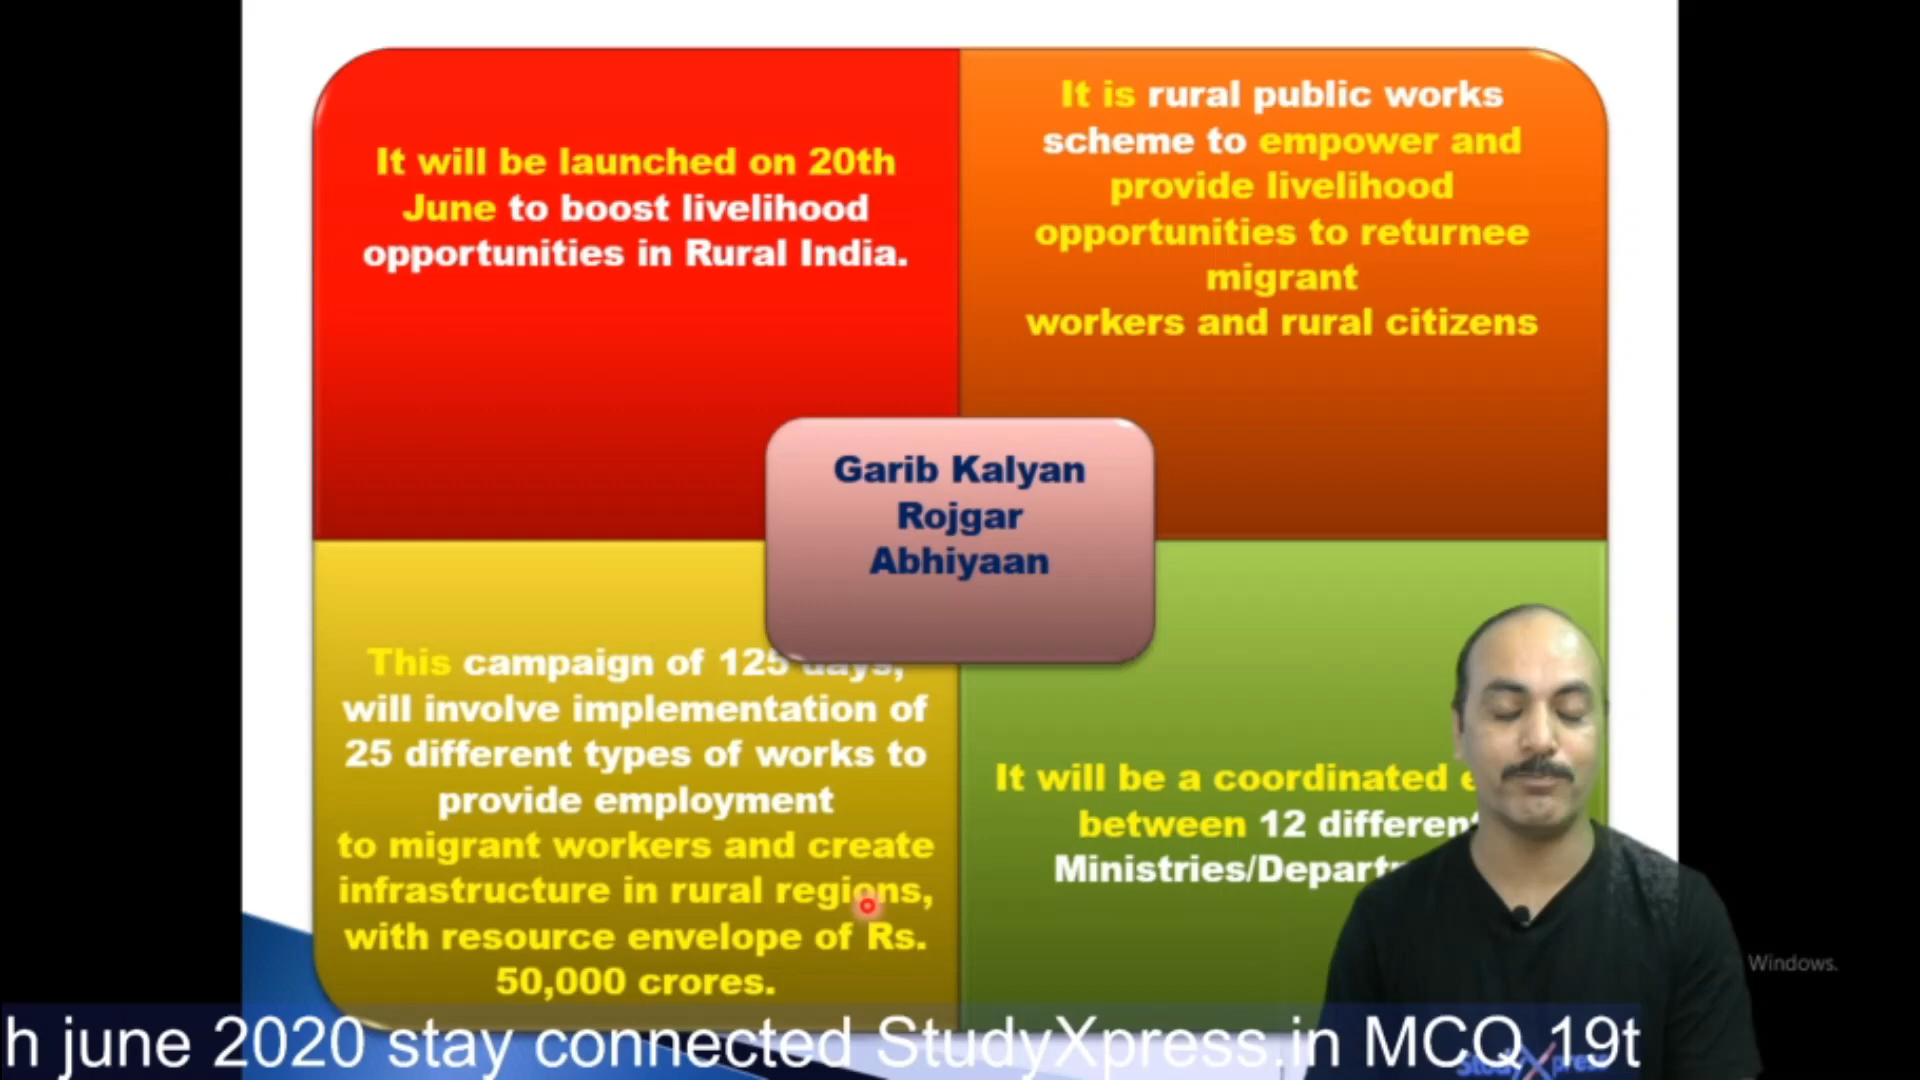 It will be launched on 20th
June to boost livelihood
opportunities in Rural India.
It is rural public works
scheme to empower and
provide livelihood
opportunities to returnee
migrant
workers and rural citizens
Garib Kalyan
Rojgar
Abhiyaan
This campaign of 125 days,
will involve implementation of
25 different types of works to
provide employment
to migrant workers and create
infrastructure in rural regions,
with resource envelope of Rs.
50,000 crores.
It will be a coordinated
between 12 different
Ministries/Depart
Windows.
h june 2020 stay connected StudyXpress.in MCQ 19t
StudyXpress